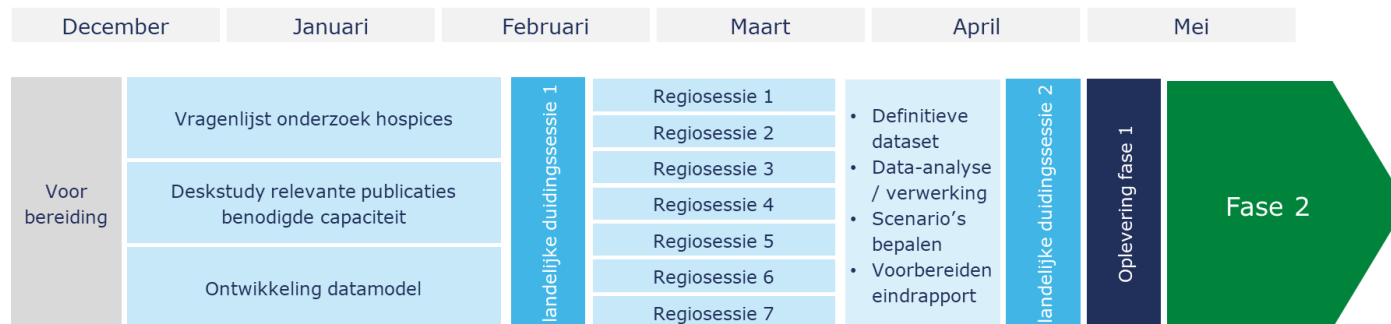 December
Januari
Februari
Maart
April
Mei
Voor
bereiding
Vragenlijst onderzoek hospices
Deskstudy relevante publicaties
benodigde capaciteit
Ontwikkeling datamodel
landelijke duidingssessie 1
Regiosessie 1
Regiosessie 2
Regiosessie 3
Regiosessie 4
Regiosessie 5
Regiosessie 6
Regiosessie 7
• Definitieve
dataset
• Data-analyse
/ verwerking
• Scenario’s
bepalen
• Voorbereiden
eindrapport
landelijke duidingssessie 2
Oplevering fase 1
Fase 2